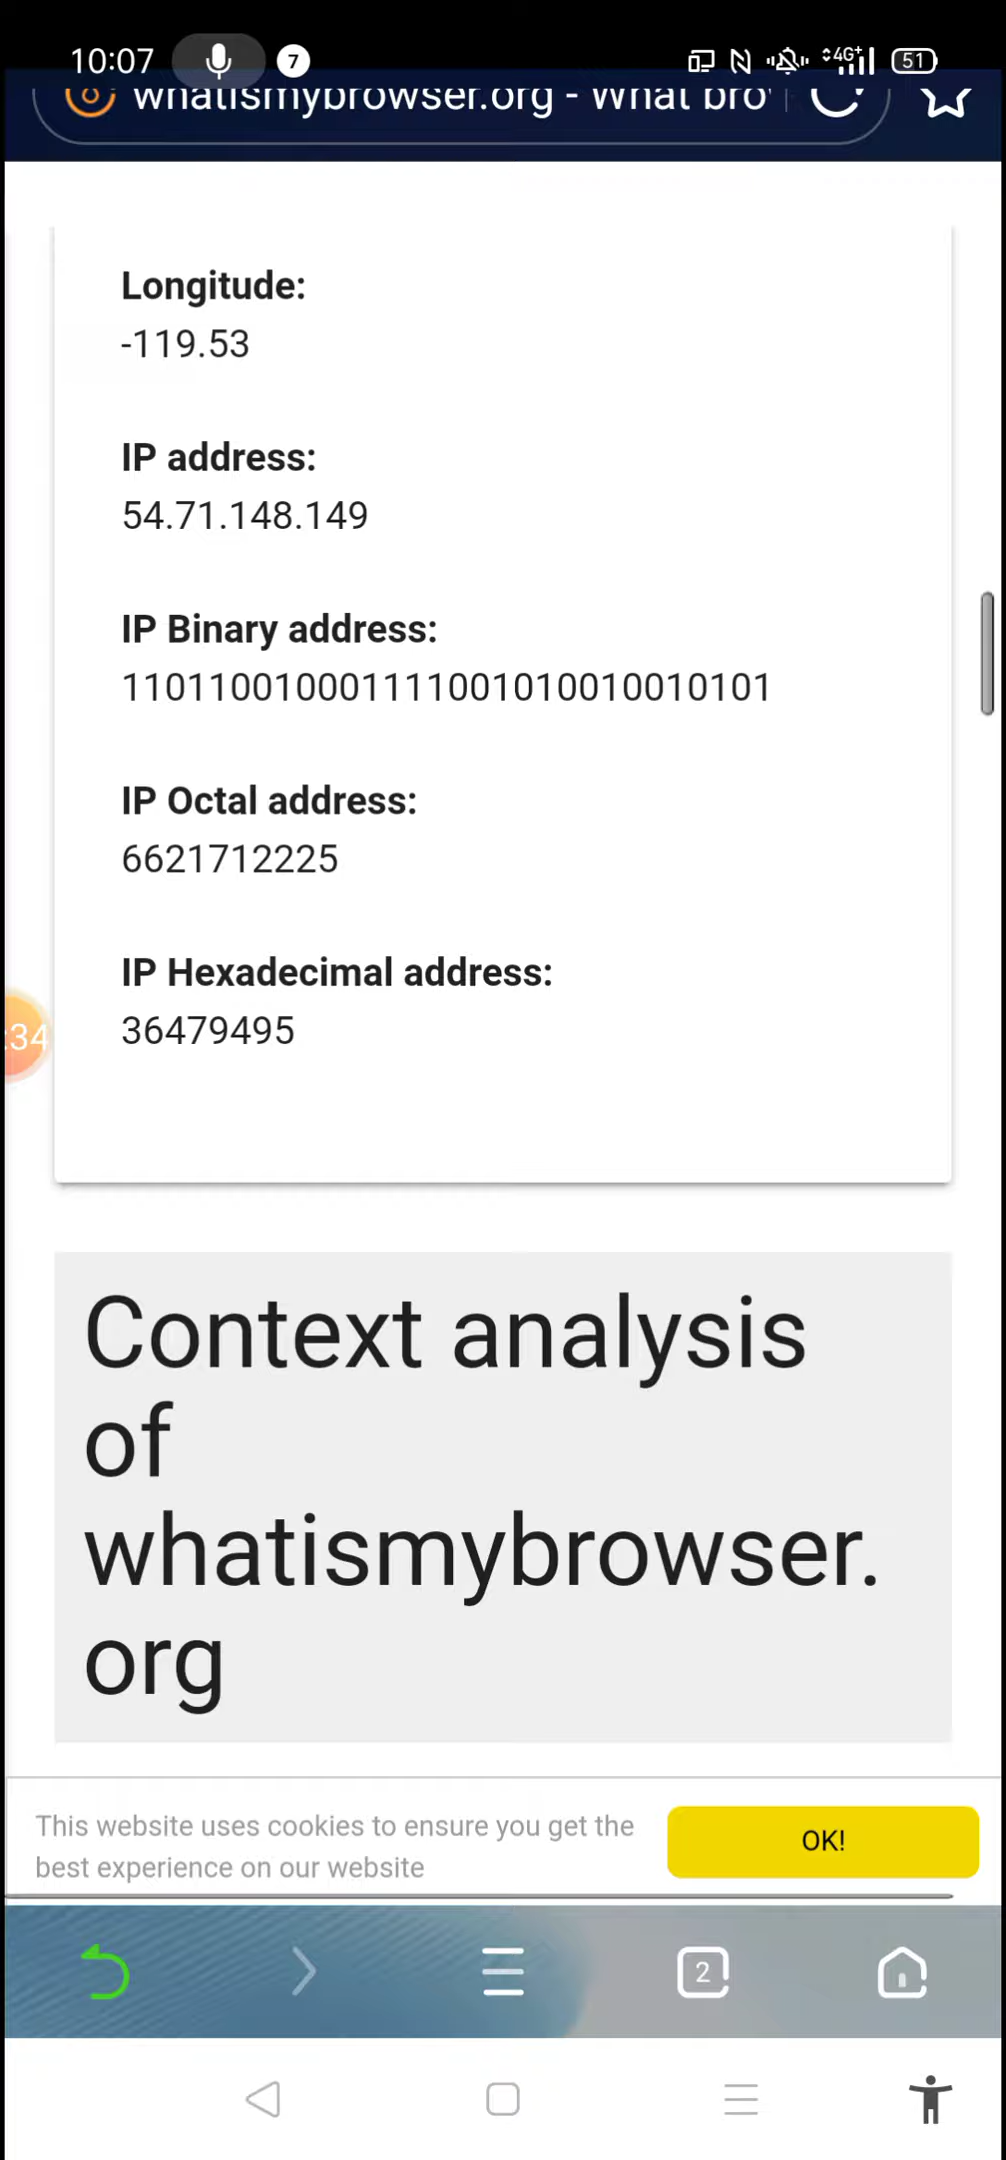 10:07 7 4G+ 51
whatismybrowser.org - What bro
Longitude:
-119.53
IP address:
54.71.148.149
IP Binary address:
110110010001111001010010010101
IP Octal address:
6621712225
IP Hexadecimal address:
36479495
:34
Context analysis
of
whatismybrowser.
org
This website uses cookies to ensure you get the
best experience on our website
OK!
2